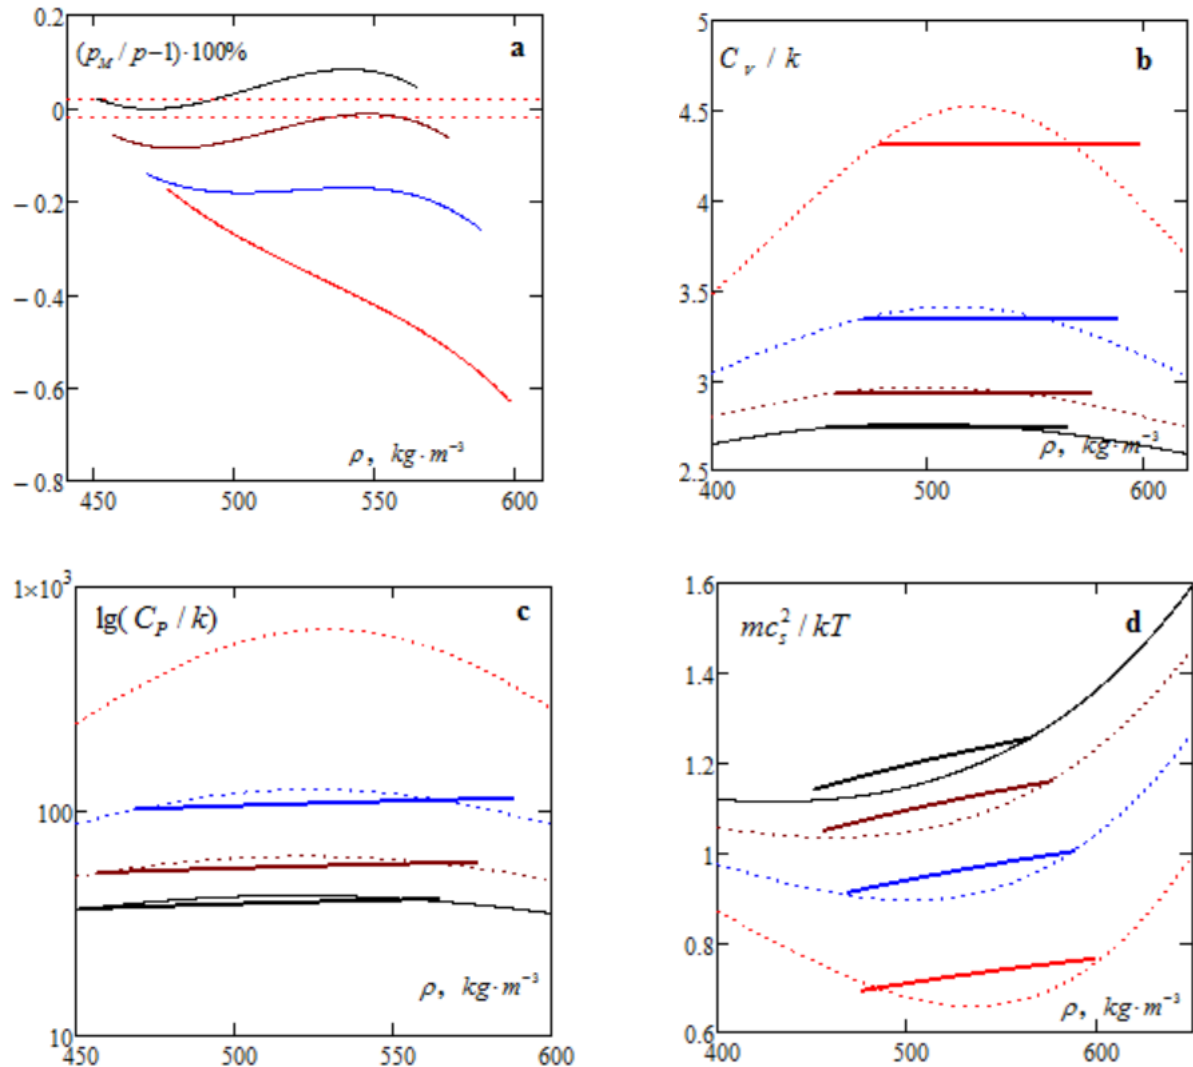 0.2
(p_M / p−1)·100%
a
0
− 0.2
− 0.4
− 0.6
ρ, kg·m⁻³
− 0.8
450
500
550
600
5
C_v / k
b
4.5
4
3.5
3
ρ, kg·m⁻³
2.5
400
500
600
1×10³
lg( C_P / k)
c
100
ρ, kg·m⁻³
10
450
500
550
600
1.6
mc_s² / kT
d
1.4
1.2
1
0.8
ρ, kg·m⁻³
0.6
400
500
600